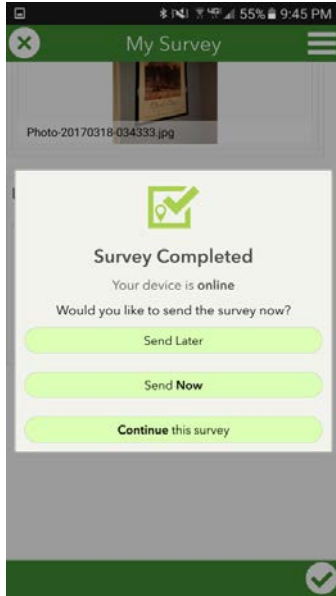 55% 9:45 PM
My Survey
Photo-20170318-034333.jpg
Survey Completed
Your device is online
Would you like to send the survey now?
Send Later
Send Now
Continue this survey